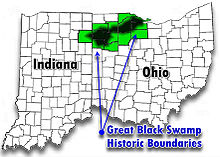 Indiana
Ohio
Great Black Swamp
Historic Boundaries